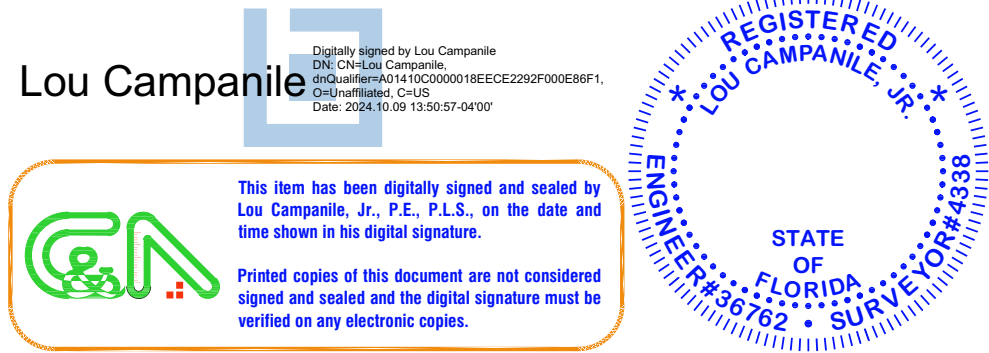 Lou Campanile
Digitally signed by Lou Campanile
DN: CN=Lou Campanile,
dnQualifier=A01410C0000018EECE2292F000E86F1,
O=Unaffiliated, C=US
Date: 2024.10.09 13:50:57-04'00'
C&N
This item has been digitally signed and sealed by
Lou Campanile, Jr., P.E., P.L.S., on the date and
time shown in his digital signature.
Printed copies of this document are not considered
signed and sealed and the digital signature must be
verified on any electronic copies.
REGISTERED
LOU CAMPANILE, JR.
STATE
OF
FLORIDA
ENGINEER#36762 • SURVEYOR#4338